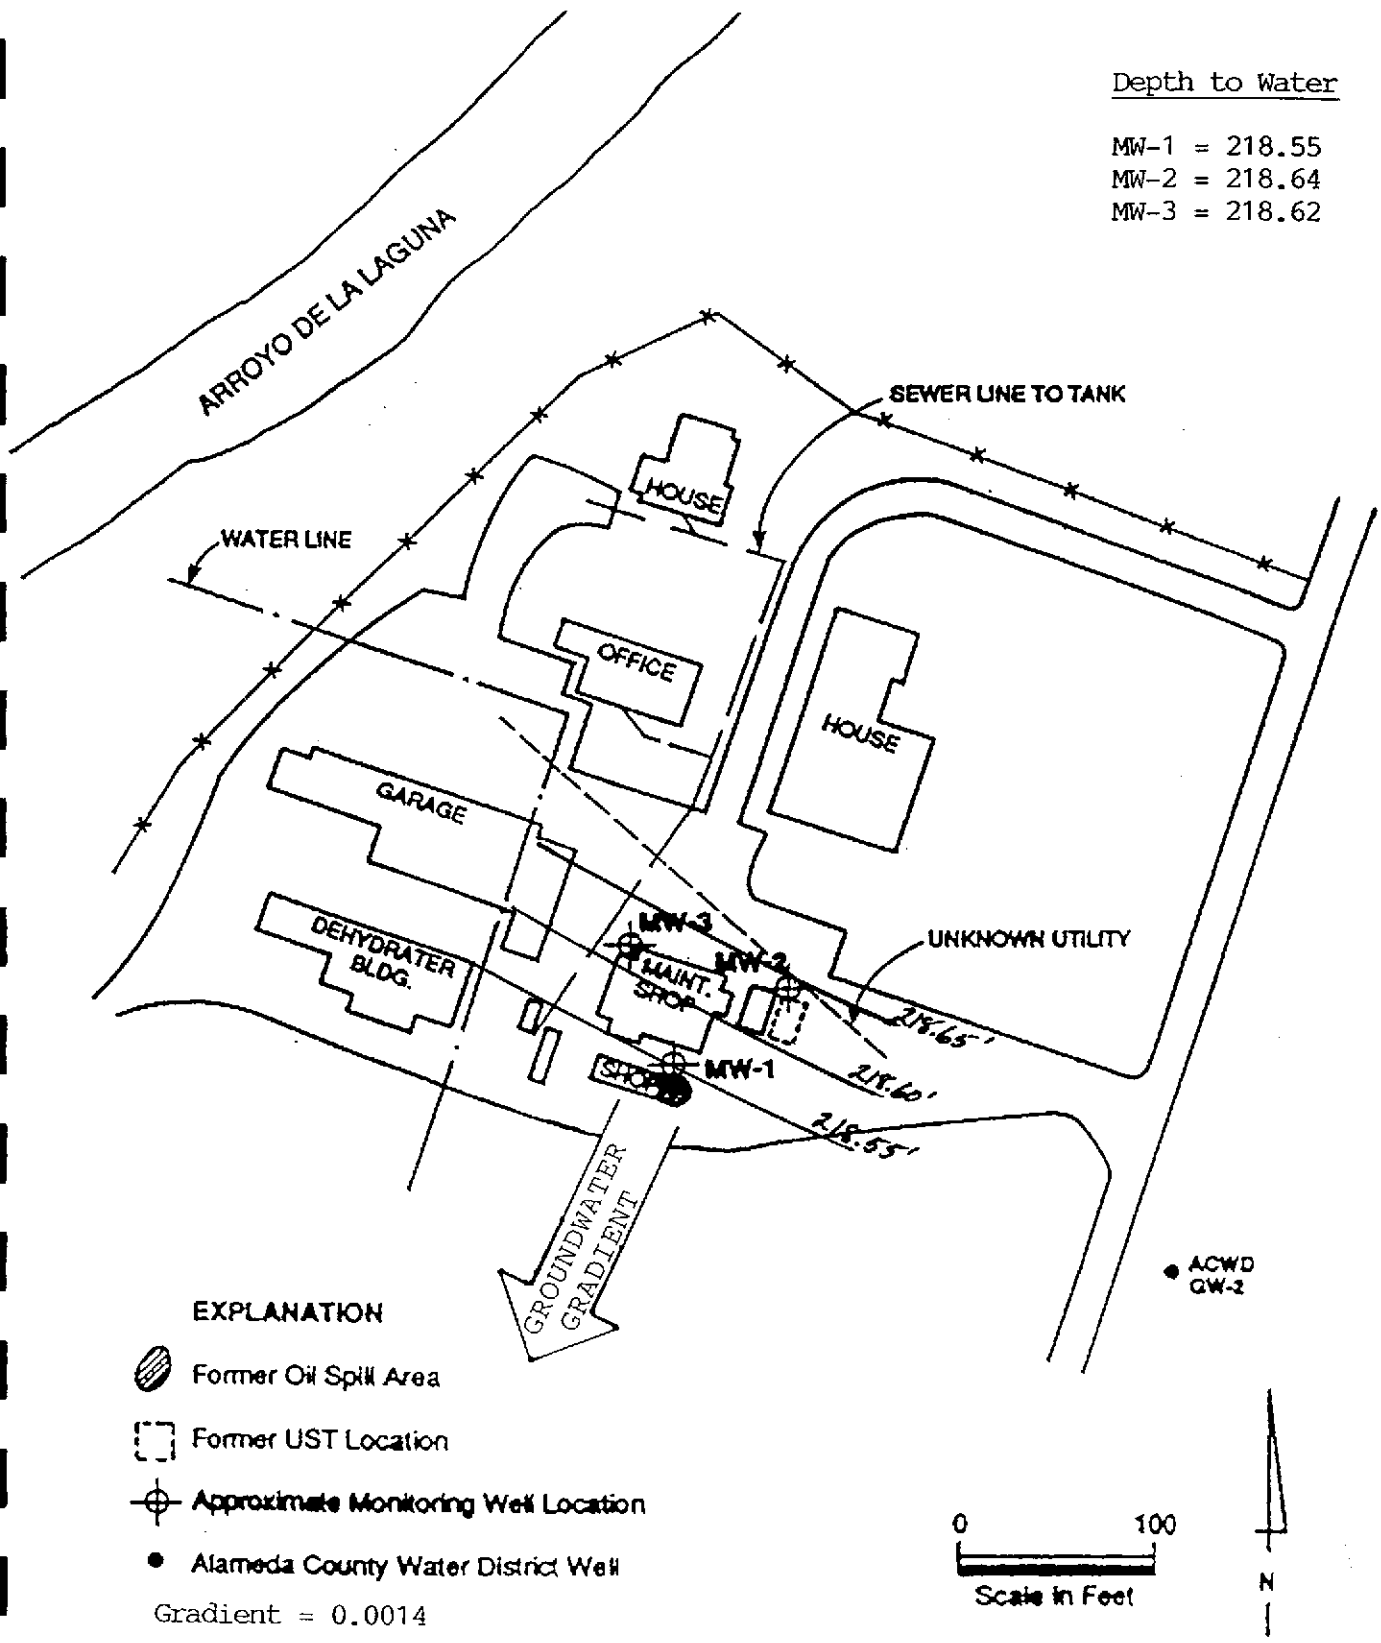 Depth to Water
MW-1 = 218.55
MW-2 = 218.64
MW-3 = 218.62
ARROYO DE LA LAGUNA
SEWER LINE TO TANK
HOUSE
WATER LINE
OFFICE
HOUSE
GARAGE
MW-3
DEHYDRATER
BLDG.
MW-2
UNKNOWN UTILITY
MAINT.
SHOP
218.65'
MW-1
SHOP
218.60'
218.55'
GROUNDWATER
GRADIENT
ACWD
GW-2
EXPLANATION
Former Oil Spill Area
Former UST Location
Approximate Monitoring Well Location
Alameda County Water District Well
Gradient = 0.0014
0 100
Scale in Feet
N